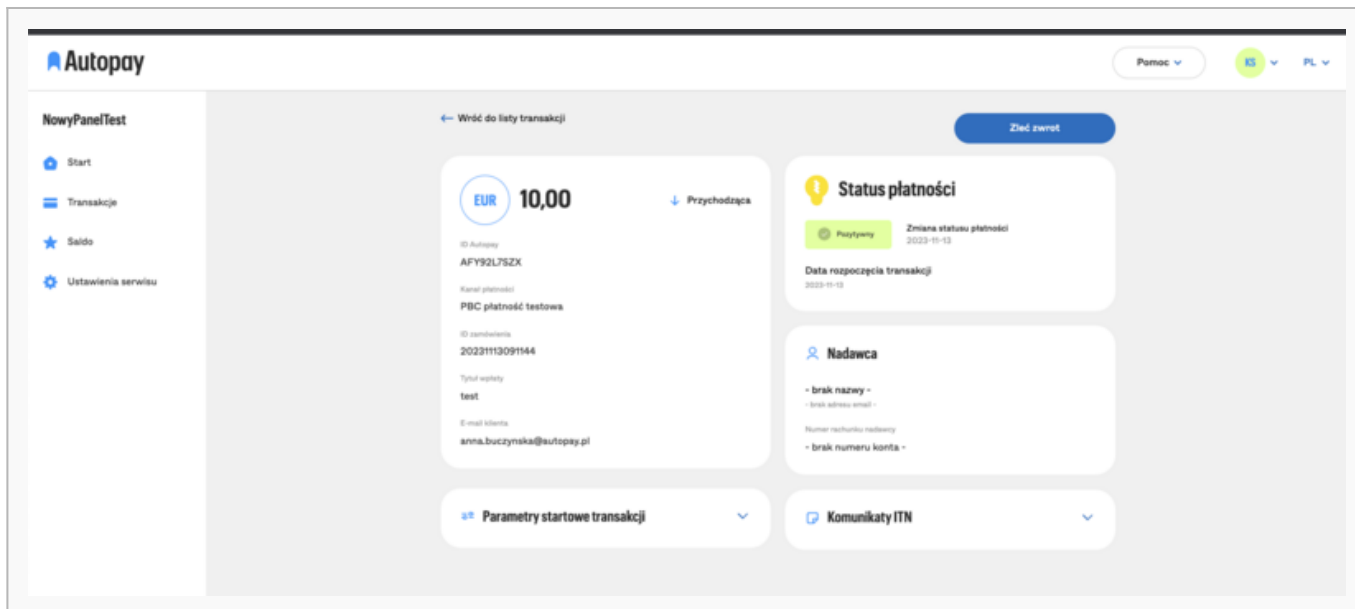 Autopay
Pomoc
KS
PL
NowyPanelTest
Start
Transakcje
Saldo
Ustawienia serwisu
← Wróć do listy transakcji
Zleć zwrot
EUR 10,00
↓ Przychodząca
ID Autopay
AFY92L7SZX
Kanał płatności
PBC płatność testowa
ID zamówienia
20231113091144
Tytuł wpłaty
test
E-mail klienta
anna.buczynska@autopay.pl
Parametry startowe transakcji
Status płatności
Pozytywny
Zmiana statusu płatności
2023-11-13
Data rozpoczęcia transakcji
2023-11-13
Nadawca
- brak nazwy -
- brak adresu email -
Numer rachunku nadawcy
- brak numeru konta -
Komunikaty ITN